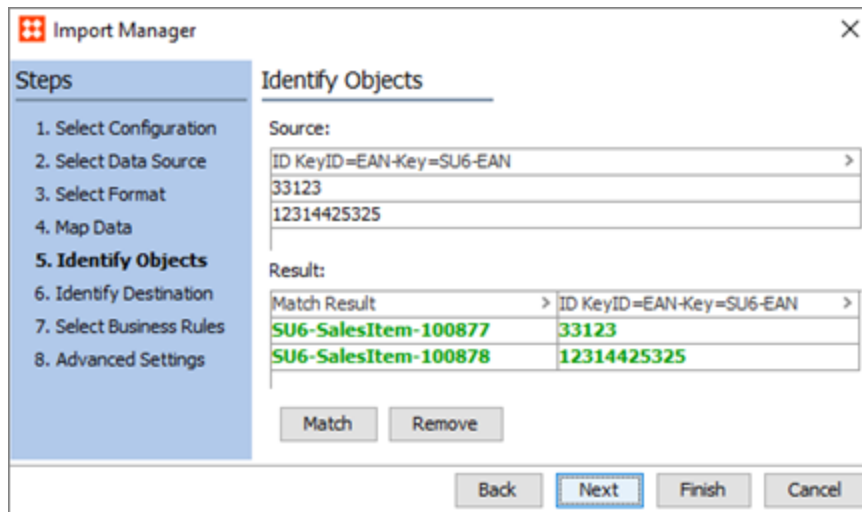 Import Manager
Steps
1. Select Configuration
2. Select Data Source
3. Select Format
4. Map Data
5. Identify Objects
6. Identify Destination
7. Select Business Rules
8. Advanced Settings
Identify Objects
Source:
ID KeyID=EAN-Key=SU6-EAN >
33123
12314425325
Result:
Match Result > ID KeyID=EAN-Key=SU6-EAN >
SU6-SalesItem-100877 33123
SU6-SalesItem-100878 12314425325
Match Remove
Back Next Finish Cancel